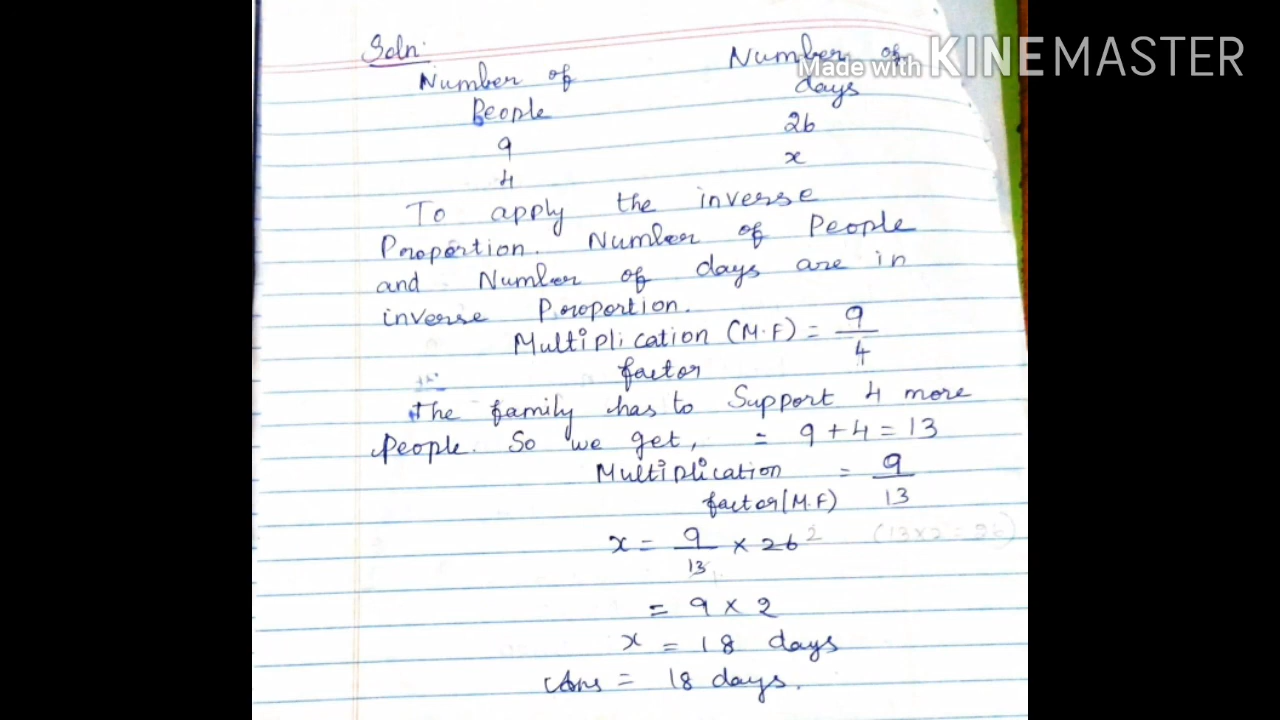 Soln:
Number of People
Number of days
Made with KINEMASTER
9 26
4 x
To apply the inverse
Proportion. Number of People
and Number of days are in
inverse Proportion.
Multiplication (M.F) = 9/4
factor
The family has to Support 4 more
People. So we get, = 9 + 4 = 13
Multiplication = 9/13
factor (M.F)
x = 9/13 × 26 2
(13×2=26)
= 9 × 2
x = 18 days
Ans = 18 days.